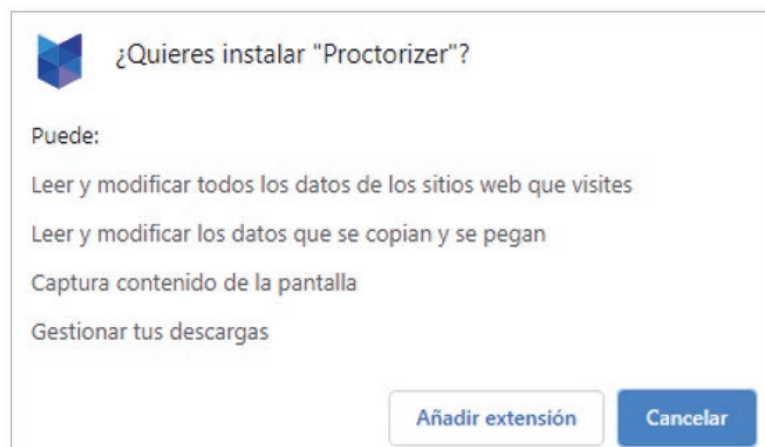 ¿Quieres instalar "Proctorizer"?
Puede:
Leer y modificar todos los datos de los sitios web que visites
Leer y modificar los datos que se copian y se pegan
Captura contenido de la pantalla
Gestionar tus descargas
Añadir extensión
Cancelar